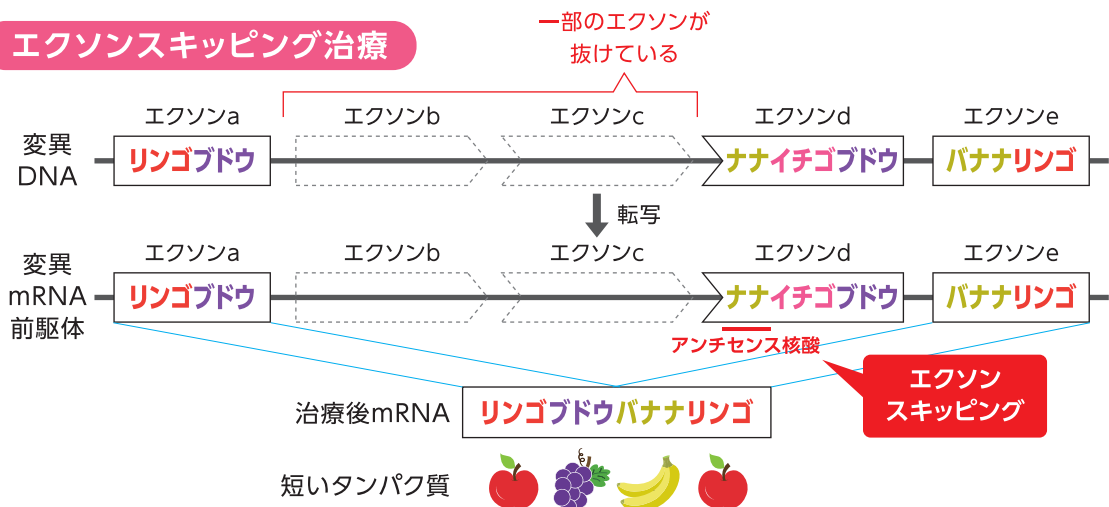 エクソンスキッピング治療
一部のエクソンが
抜けている
エクソンa エクソンb エクソンc エクソンd エクソンe
変異
DNA
リンゴブドウ ナナイチゴブドウ バナナリンゴ
転写
エクソンa エクソンb エクソンc エクソンd エクソンe
変異
mRNA
前駆体
リンゴブドウ ナナイチゴブドウ バナナリンゴ
アンチセンス核酸
エクソン
スキッピング
治療後mRNA リンゴブドウバナナリンゴ
短いタンパク質